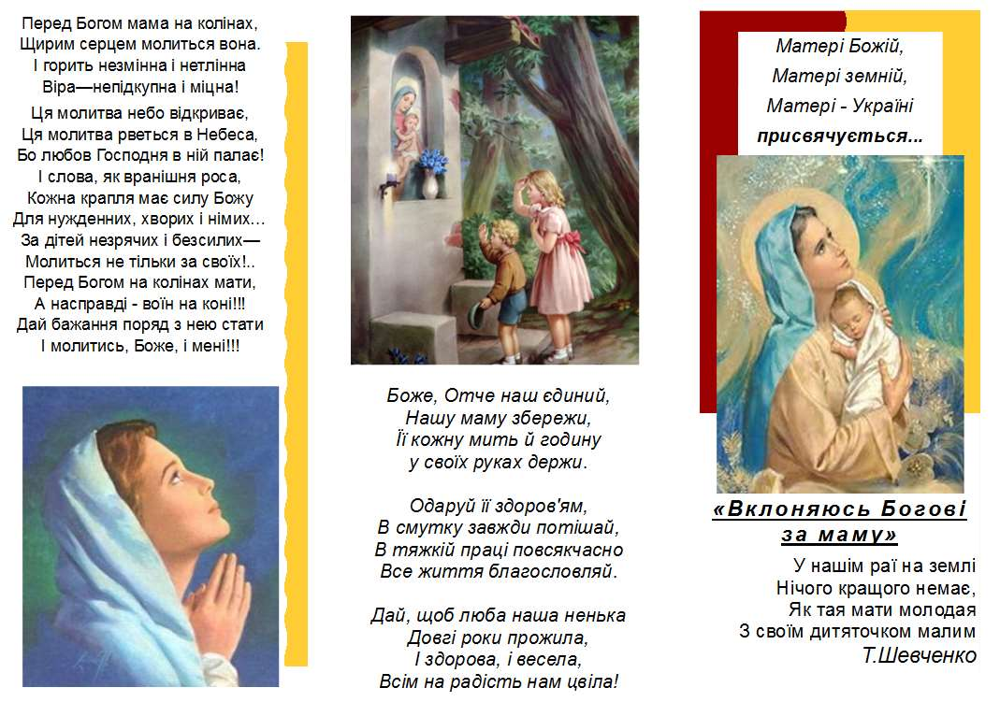 Перед Богом мама на колінах,
Щирим серцем молиться вона.
І горить незмінна і нетлінна
Віра—непідкупна і міцна!
Ця молитва небо відкриває,
Ця молитва рветься в Небеса,
Бо любов Господня в ній палає!
І слова, як вранішня роса,
Кожна крапля має силу Божу
Для нужденних, хворих і німих…
За дітей незрячих і безсилих—
Молиться не тільки за своїх!..
Перед Богом на колінах мати,
А насправді - воїн на коні!!!
Дай бажання поряд з нею стати
І молитись, Боже, і мені!!!
Боже, Отче наш єдиний,
Нашу маму збережи,
Її кожну мить й годину
у своїх руках держи.
Одаруй її здоров'ям,
В смутку завжди потішай,
В тяжкій праці повсякчасно
Все життя благословляй.
Дай, щоб люба наша ненька
Довгі роки прожила,
І здорова, і весела,
Всім на радість нам цвіла!
Матері Божій,
Матері земній,
Матері - Україні
присвячується...
«Вклоняюсь Богові
за маму»
У нашім раї на землі
Нічого кращого немає,
Як тая мати молодая
З своїм дитяточком малим
Т.Шевченко